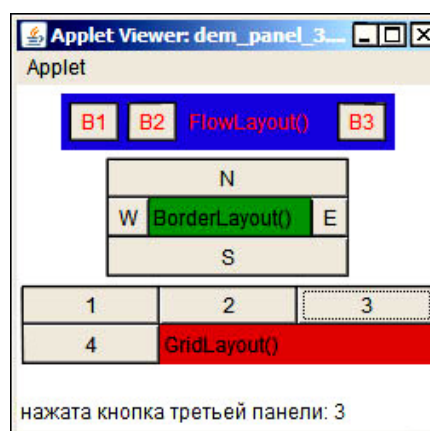 Applet Viewer: dem_panel_3....
Applet
B1 B2 FlowLayout() B3
N
W BorderLayout() E
S
1 2 3
4 GridLayout()
нажата кнопка третьей панели: 3